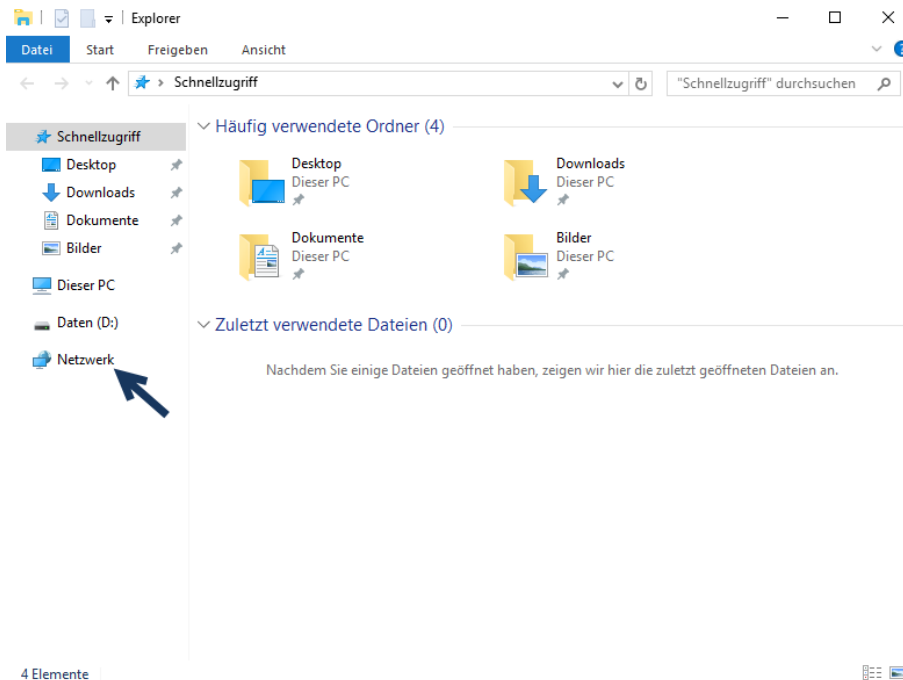 Explorer
Datei Start Freigeben Ansicht
Schnellzugriff "Schnellzugriff" durchsuchen
Schnellzugriff
Desktop
Downloads
Dokumente
Bilder
Dieser PC
Daten (D:)
Netzwerk
Häufig verwendete Ordner (4)
Desktop
Dieser PC
Downloads
Dieser PC
Dokumente
Dieser PC
Bilder
Dieser PC
Zuletzt verwendete Dateien (0)
Nachdem Sie einige Dateien geöffnet haben, zeigen wir hier die zuletzt geöffneten Dateien an.
4 Elemente